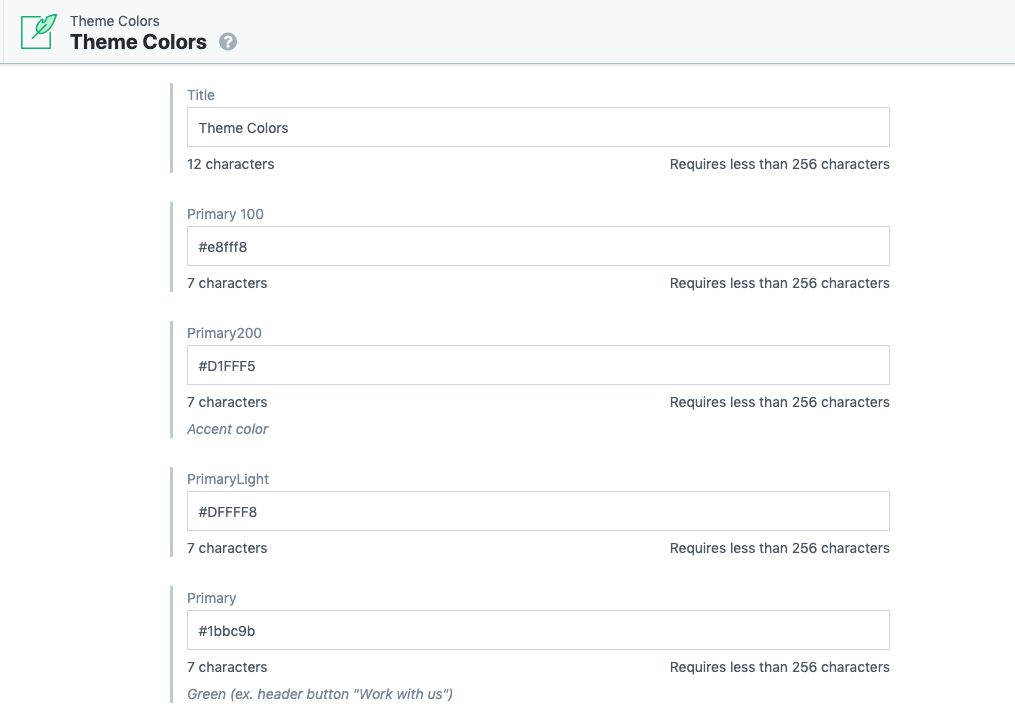 Theme Colors
Theme Colors ?
Title
Theme Colors
12 characters Requires less than 256 characters
Primary 100
#e8fff8
7 characters Requires less than 256 characters
Primary200
#D1FFF5
7 characters Requires less than 256 characters
Accent color
PrimaryLight
#DFFFF8
7 characters Requires less than 256 characters
Primary
#1bbc9b
7 characters Requires less than 256 characters
Green (ex. header button "Work with us")